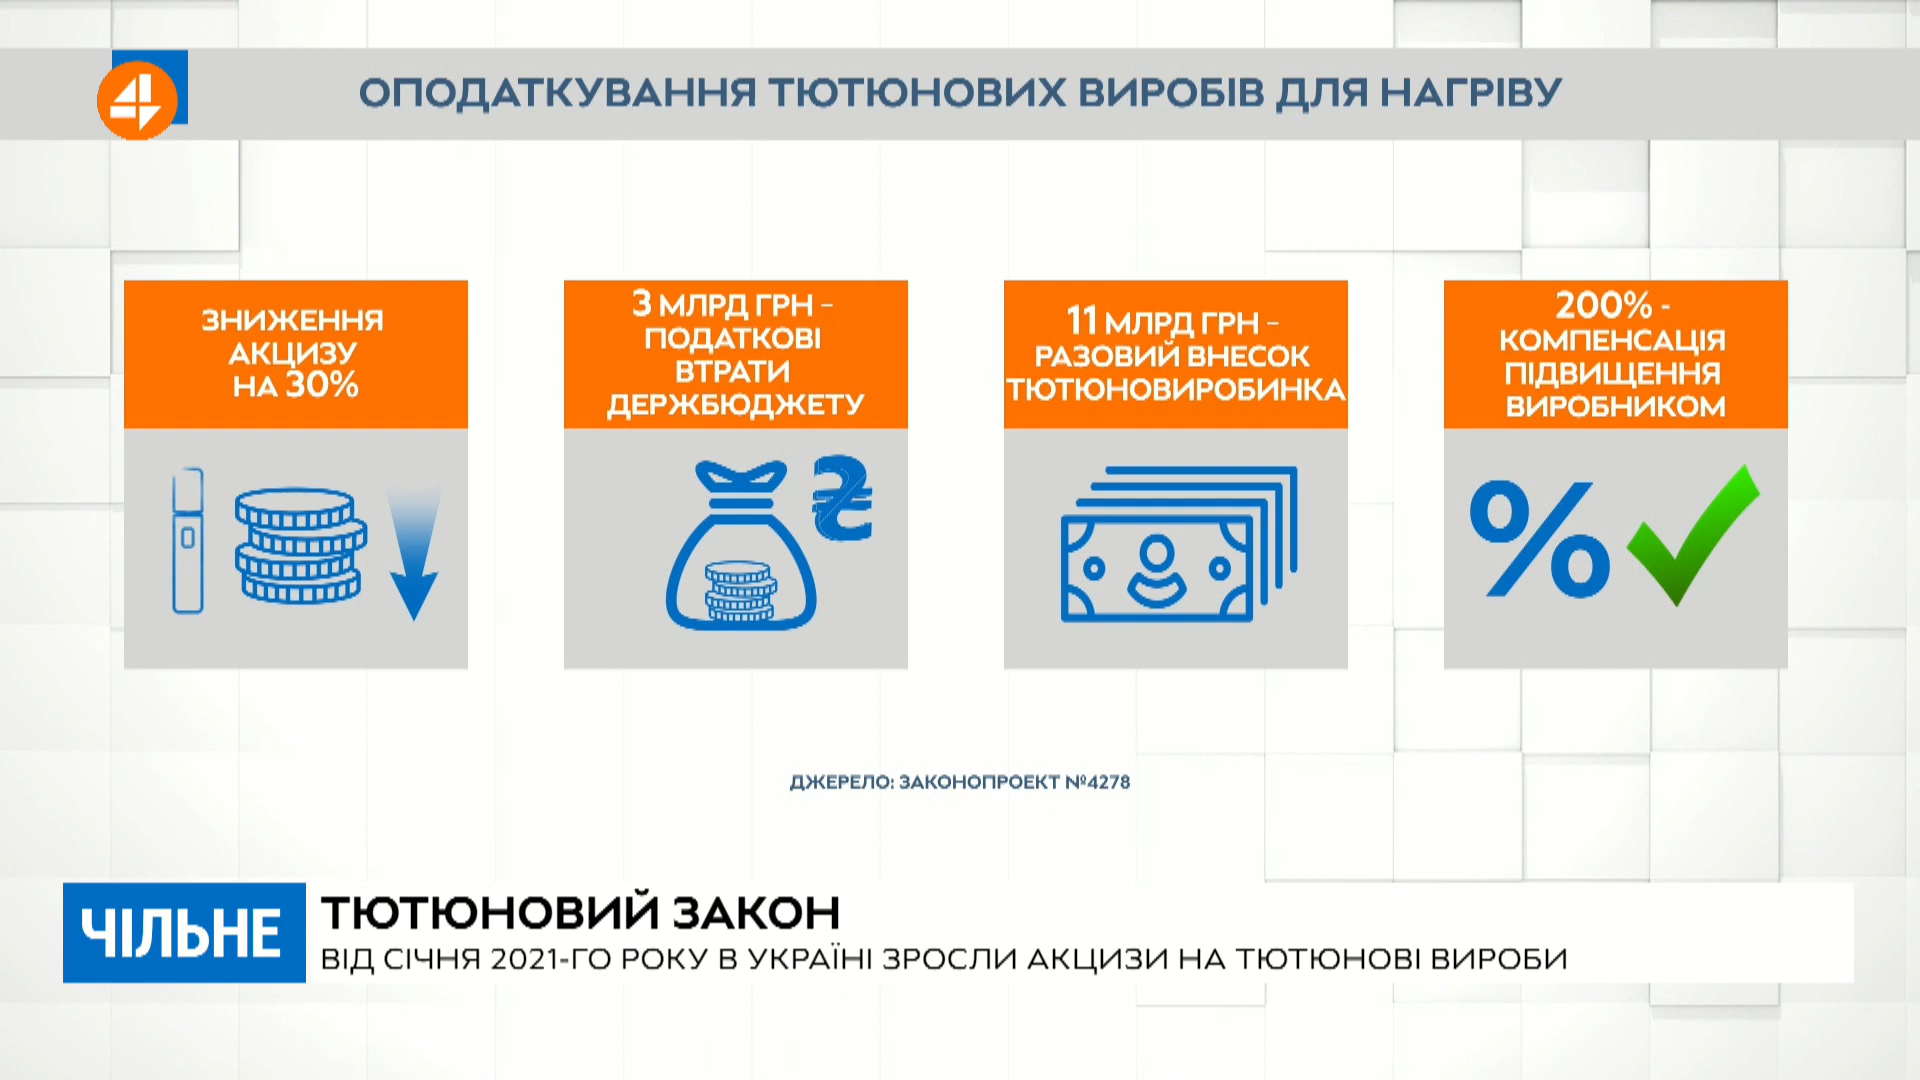 4
ОПОДАТКУВАННЯ ТЮТЮНОВИХ ВИРОБІВ ДЛЯ НАГРІВУ
ЗНИЖЕННЯ
АКЦИЗУ
НА 30%
3 МЛРД ГРН –
ПОДАТКОВІ
ВТРАТИ
ДЕРЖБЮДЖЕТУ
11 МЛРД ГРН –
РАЗОВИЙ ВНЕСОК
ТЮТЮНОВИРОБИНКА
200% -
КОМПЕНСАЦІЯ
ПІДВИЩЕННЯ
ВИРОБНИКОМ
₴
%
ДЖЕРЕЛО: ЗАКОНОПРОЕКТ №4278
ЧІЛЬНЕ
ТЮТЮНОВИЙ ЗАКОН
ВІД СІЧНЯ 2021-ГО РОКУ В УКРАЇНІ ЗРОСЛИ АКЦИЗИ НА ТЮТЮНОВІ ВИРОБИ